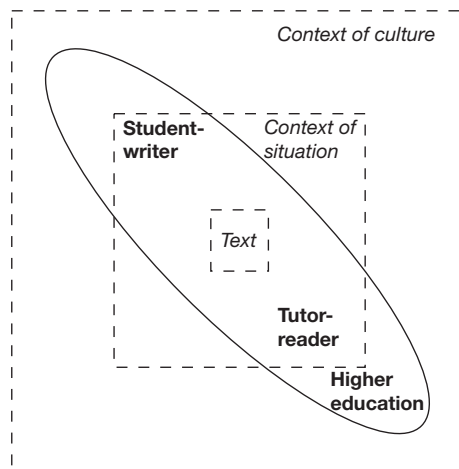 Context of culture
Student-
writer
Context of
situation
Text
Tutor-
reader
Higher
education